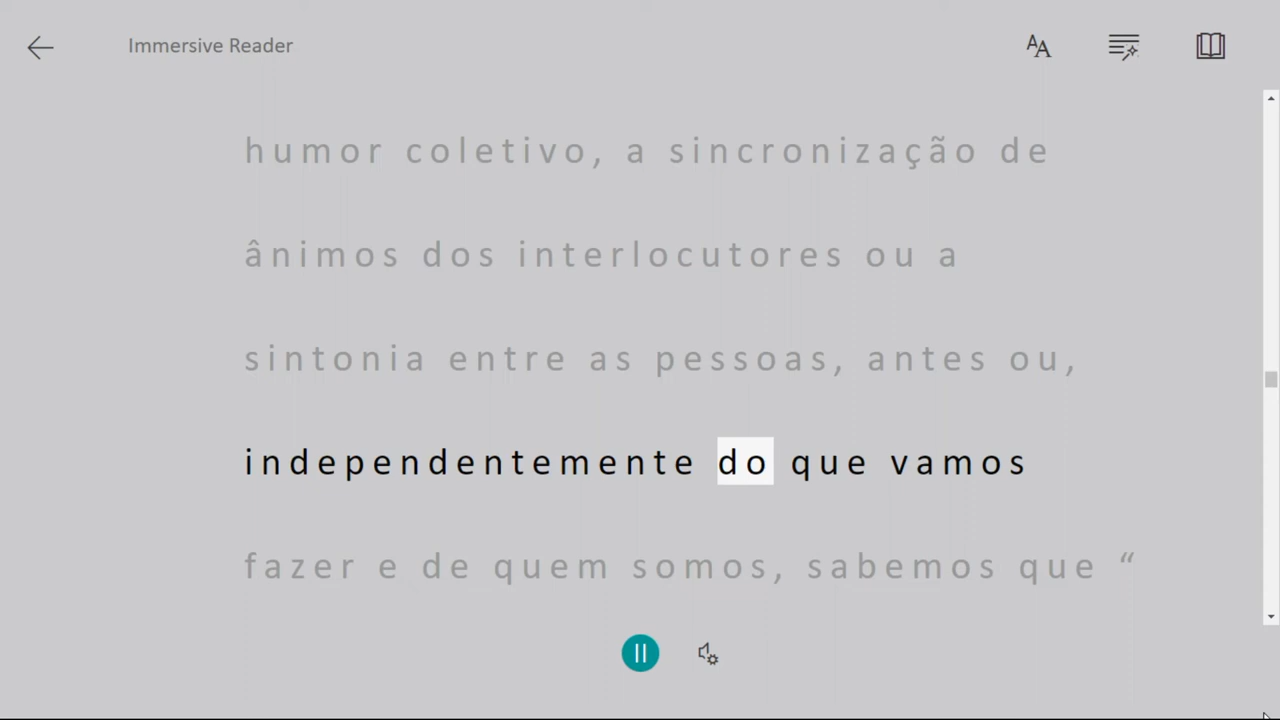 Immersive Reader
humor coletivo, a sincronização de
ânimos dos interlocutores ou a
sintonia entre as pessoas, antes ou,
independentemente do que vamos
fazer e de quem somos, sabemos que “